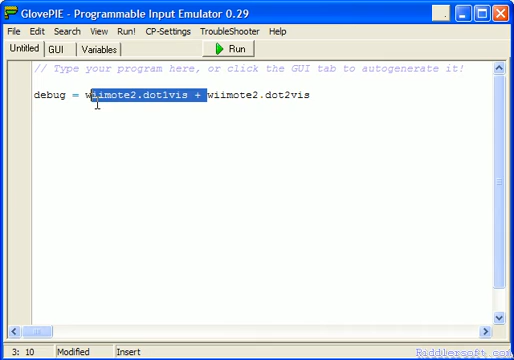 GlovePIE - Programmable Input Emulator 0.29
File Edit Search View Run! CP-Settings TroubleShooter Help
Untitled GUI Variables Run
// Type your program here, or click the GUI tab to autogenerate it!
debug = wiimote2.dot1vis + wiimote2.dot2vis
3: 10 Modified Insert
Riddlersoft.com